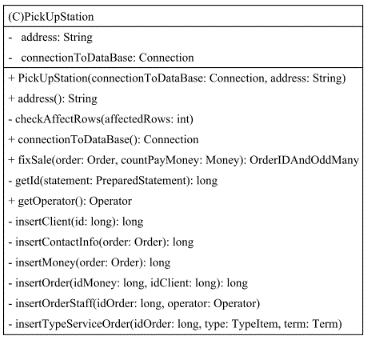 (C)PickUpStation
- address: String
- connectionToDataBase: Connection
+ PickUpStation(connectionToDataBase: Connection, address: String)
+ address(): String
- checkAffectRows(affectedRows: int)
+ connectionToDataBase(): Connection
+ fixSale(order: Order, countPayMoney: Money): OrderIDAndOddMany
- getId(statement: PreparedStatement): long
+ getOperator(): Operator
- insertClient(id: long): long
- insertContactInfo(order: Order): long
- insertMoney(order: Order): long
- insertOrder(idMoney: long, idClient: long): long
- insertOrderStaff(idOrder: long, operator: Operator)
- insertTypeServiceOrder(idOrder: long, type: TypeItem, term: Term)